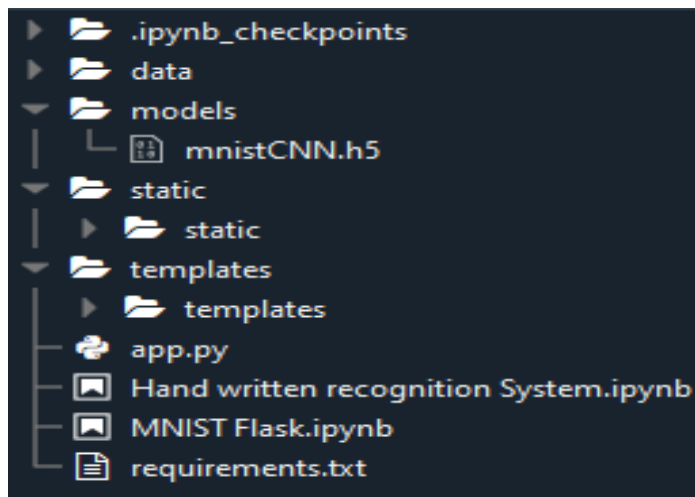 .ipynb_checkpoints
data
models
mnistCNN.h5
static
static
templates
templates
app.py
Hand written recognition System.ipynb
MNIST Flask.ipynb
requirements.txt